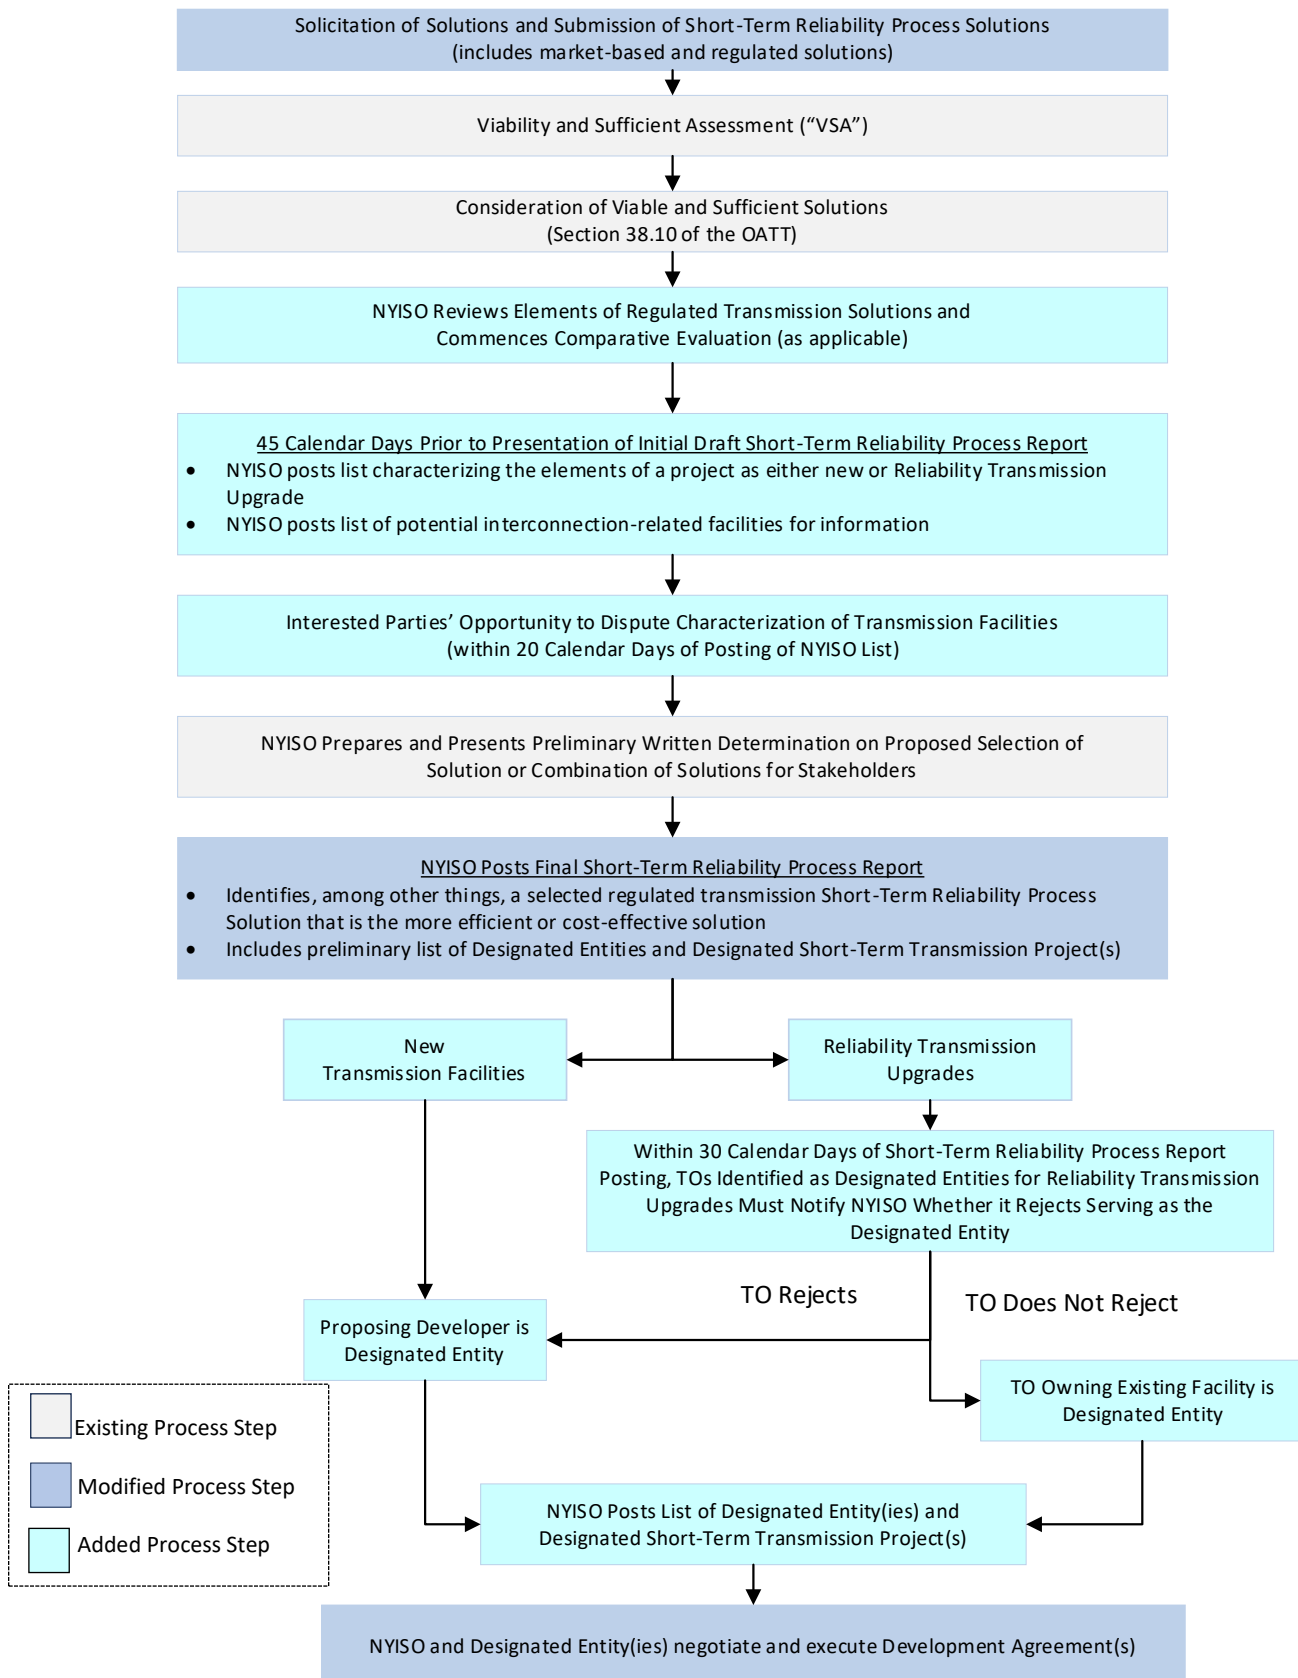 Solicitation of Solutions and Submission of Short-Term Reliability Process Solutions
(includes market-based and regulated solutions)
Viability and Sufficient Assessment (“VSA”)
Consideration of Viable and Sufficient Solutions
(Section 38.10 of the OATT)
NYISO Reviews Elements of Regulated Transmission Solutions and
Commences Comparative Evaluation (as applicable)
45 Calendar Days Prior to Presentation of Initial Draft Short-Term Reliability Process Report
• NYISO posts list characterizing the elements of a project as either new or Reliability Transmission
Upgrade
• NYISO posts list of potential interconnection-related facilities for information
Interested Parties’ Opportunity to Dispute Characterization of Transmission Facilities
(within 20 Calendar Days of Posting of NYISO List)
NYISO Prepares and Presents Preliminary Written Determination on Proposed Selection of
Solution or Combination of Solutions for Stakeholders
NYISO Posts Final Short-Term Reliability Process Report
• Identifies, among other things, a selected regulated transmission Short-Term Reliability Process
Solution that is the more efficient or cost-effective solution
• Includes preliminary list of Designated Entities and Designated Short-Term Transmission Project(s)
New
Transmission Facilities
Reliability Transmission
Upgrades
Within 30 Calendar Days of Short-Term Reliability Process Report
Posting, TOs Identified as Designated Entities for Reliability Transmission
Upgrades Must Notify NYISO Whether it Rejects Serving as the
Designated Entity
TO Rejects
TO Does Not Reject
Proposing Developer is
Designated Entity
TO Owning Existing Facility is
Designated Entity
Existing Process Step
Modified Process Step
Added Process Step
NYISO Posts List of Designated Entity(ies) and
Designated Short-Term Transmission Project(s)
NYISO and Designated Entity(ies) negotiate and execute Development Agreement(s)